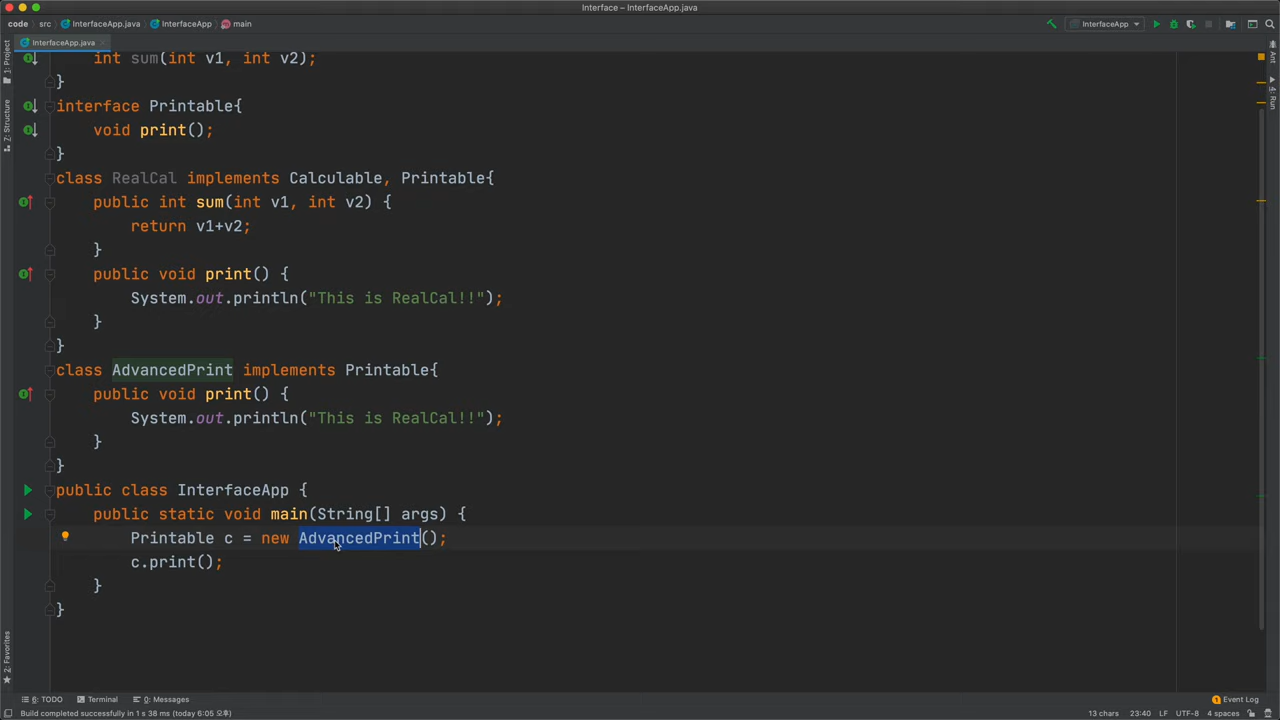 Interface – InterfaceApp.java
code
src
InterfaceApp.java
InterfaceApp
main
InterfaceApp
InterfaceApp.java
1: Project
2: Structure
2: Favorites
Ant
4: Run
int sum(int v1, int v2);
}
interface Printable{
void print();
}
class RealCal implements Calculable, Printable{
public int sum(int v1, int v2) {
return v1+v2;
}
public void print() {
System.out.println("This is RealCal!!");
}
}
class AdvancedPrint implements Printable{
public void print() {
System.out.println("This is RealCal!!");
}
}
public class InterfaceApp {
public static void main(String[] args) {
Printable c = new AdvancedPrint();
c.print();
}
}
6: TODO
Terminal
0: Messages
Event Log
Build completed successfully in 1 s 38 ms (today 6:05 오후)
13 chars
23:40
LF
UTF-8
4 spaces